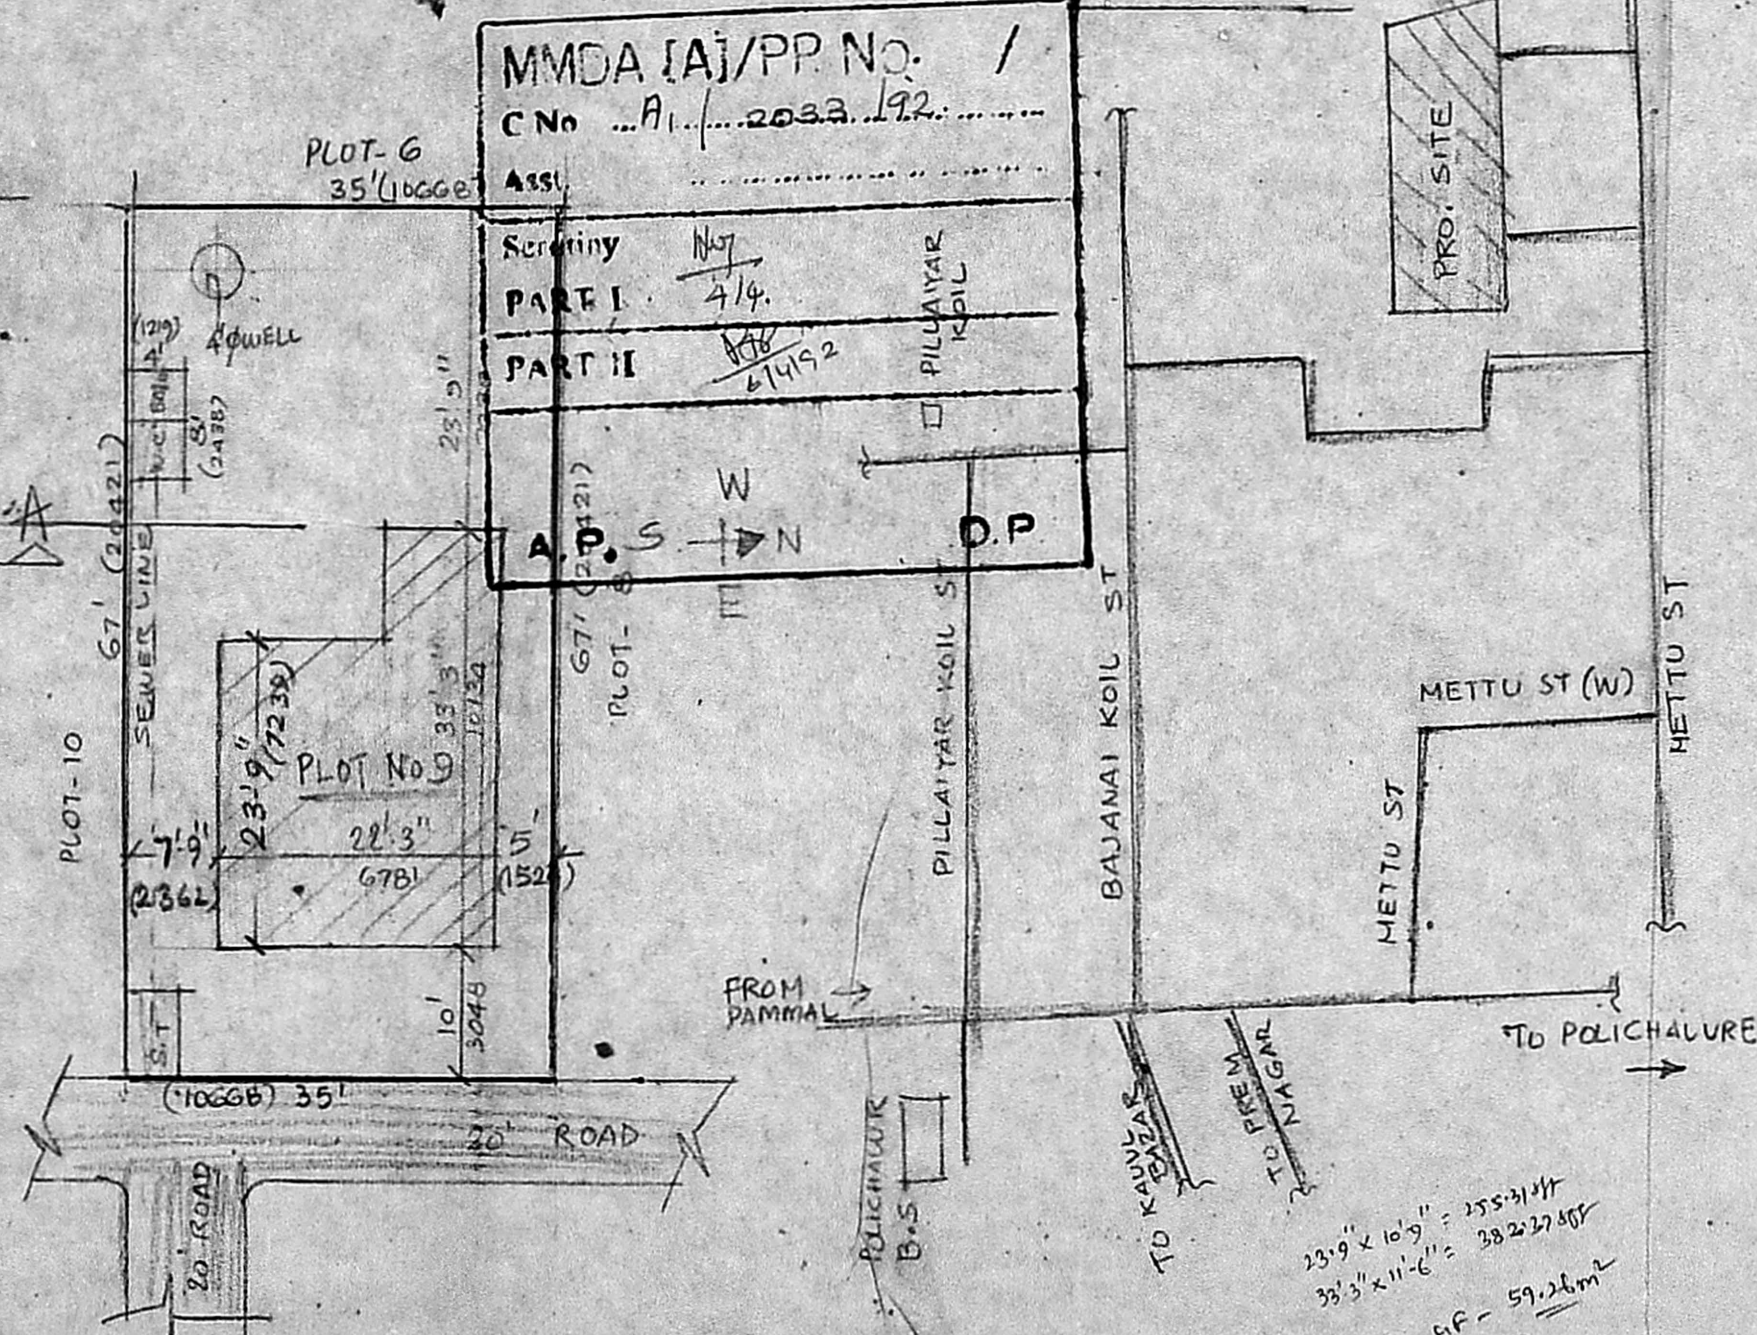 MMDA [A]/PP. No. /
C No ...A1/...2033../92........
Asst. ..............................
Scrutiny
PART I 4/4.
PART II 6/4/92
A.P. D.P
W
S N
E
PLOT-6
35'(10668
4'ØWELL
(1219)
4'
W.C
8'
(2438)
23'9"
67' (20421)
SEWER LINE
PLOT-10
67'
PLOT-8
23'-9"
(7239)
33'3"
10134
PLOT NO 9
7'-9"
(2362)
22'-3"
6781
5'
10'
3048
S.T
(10668) 35'
20' ROAD
20' ROAD
PILLAIYAR
KOIL
PILLAIYAR KOIL ST
BAJANAI KOIL ST
PRO. SITE
METTU ST (W)
METTU ST
METTU ST
FROM
PAMMAL
TO POLICHALURE
POLICHALUR
B.S
TO KAUUL
BAZAR
TO PREM
NAGAR
23'9" x 10'9" = 255.31 sft
33'3" x 11'-6" = 382.37 sft
GF - 59.26m²